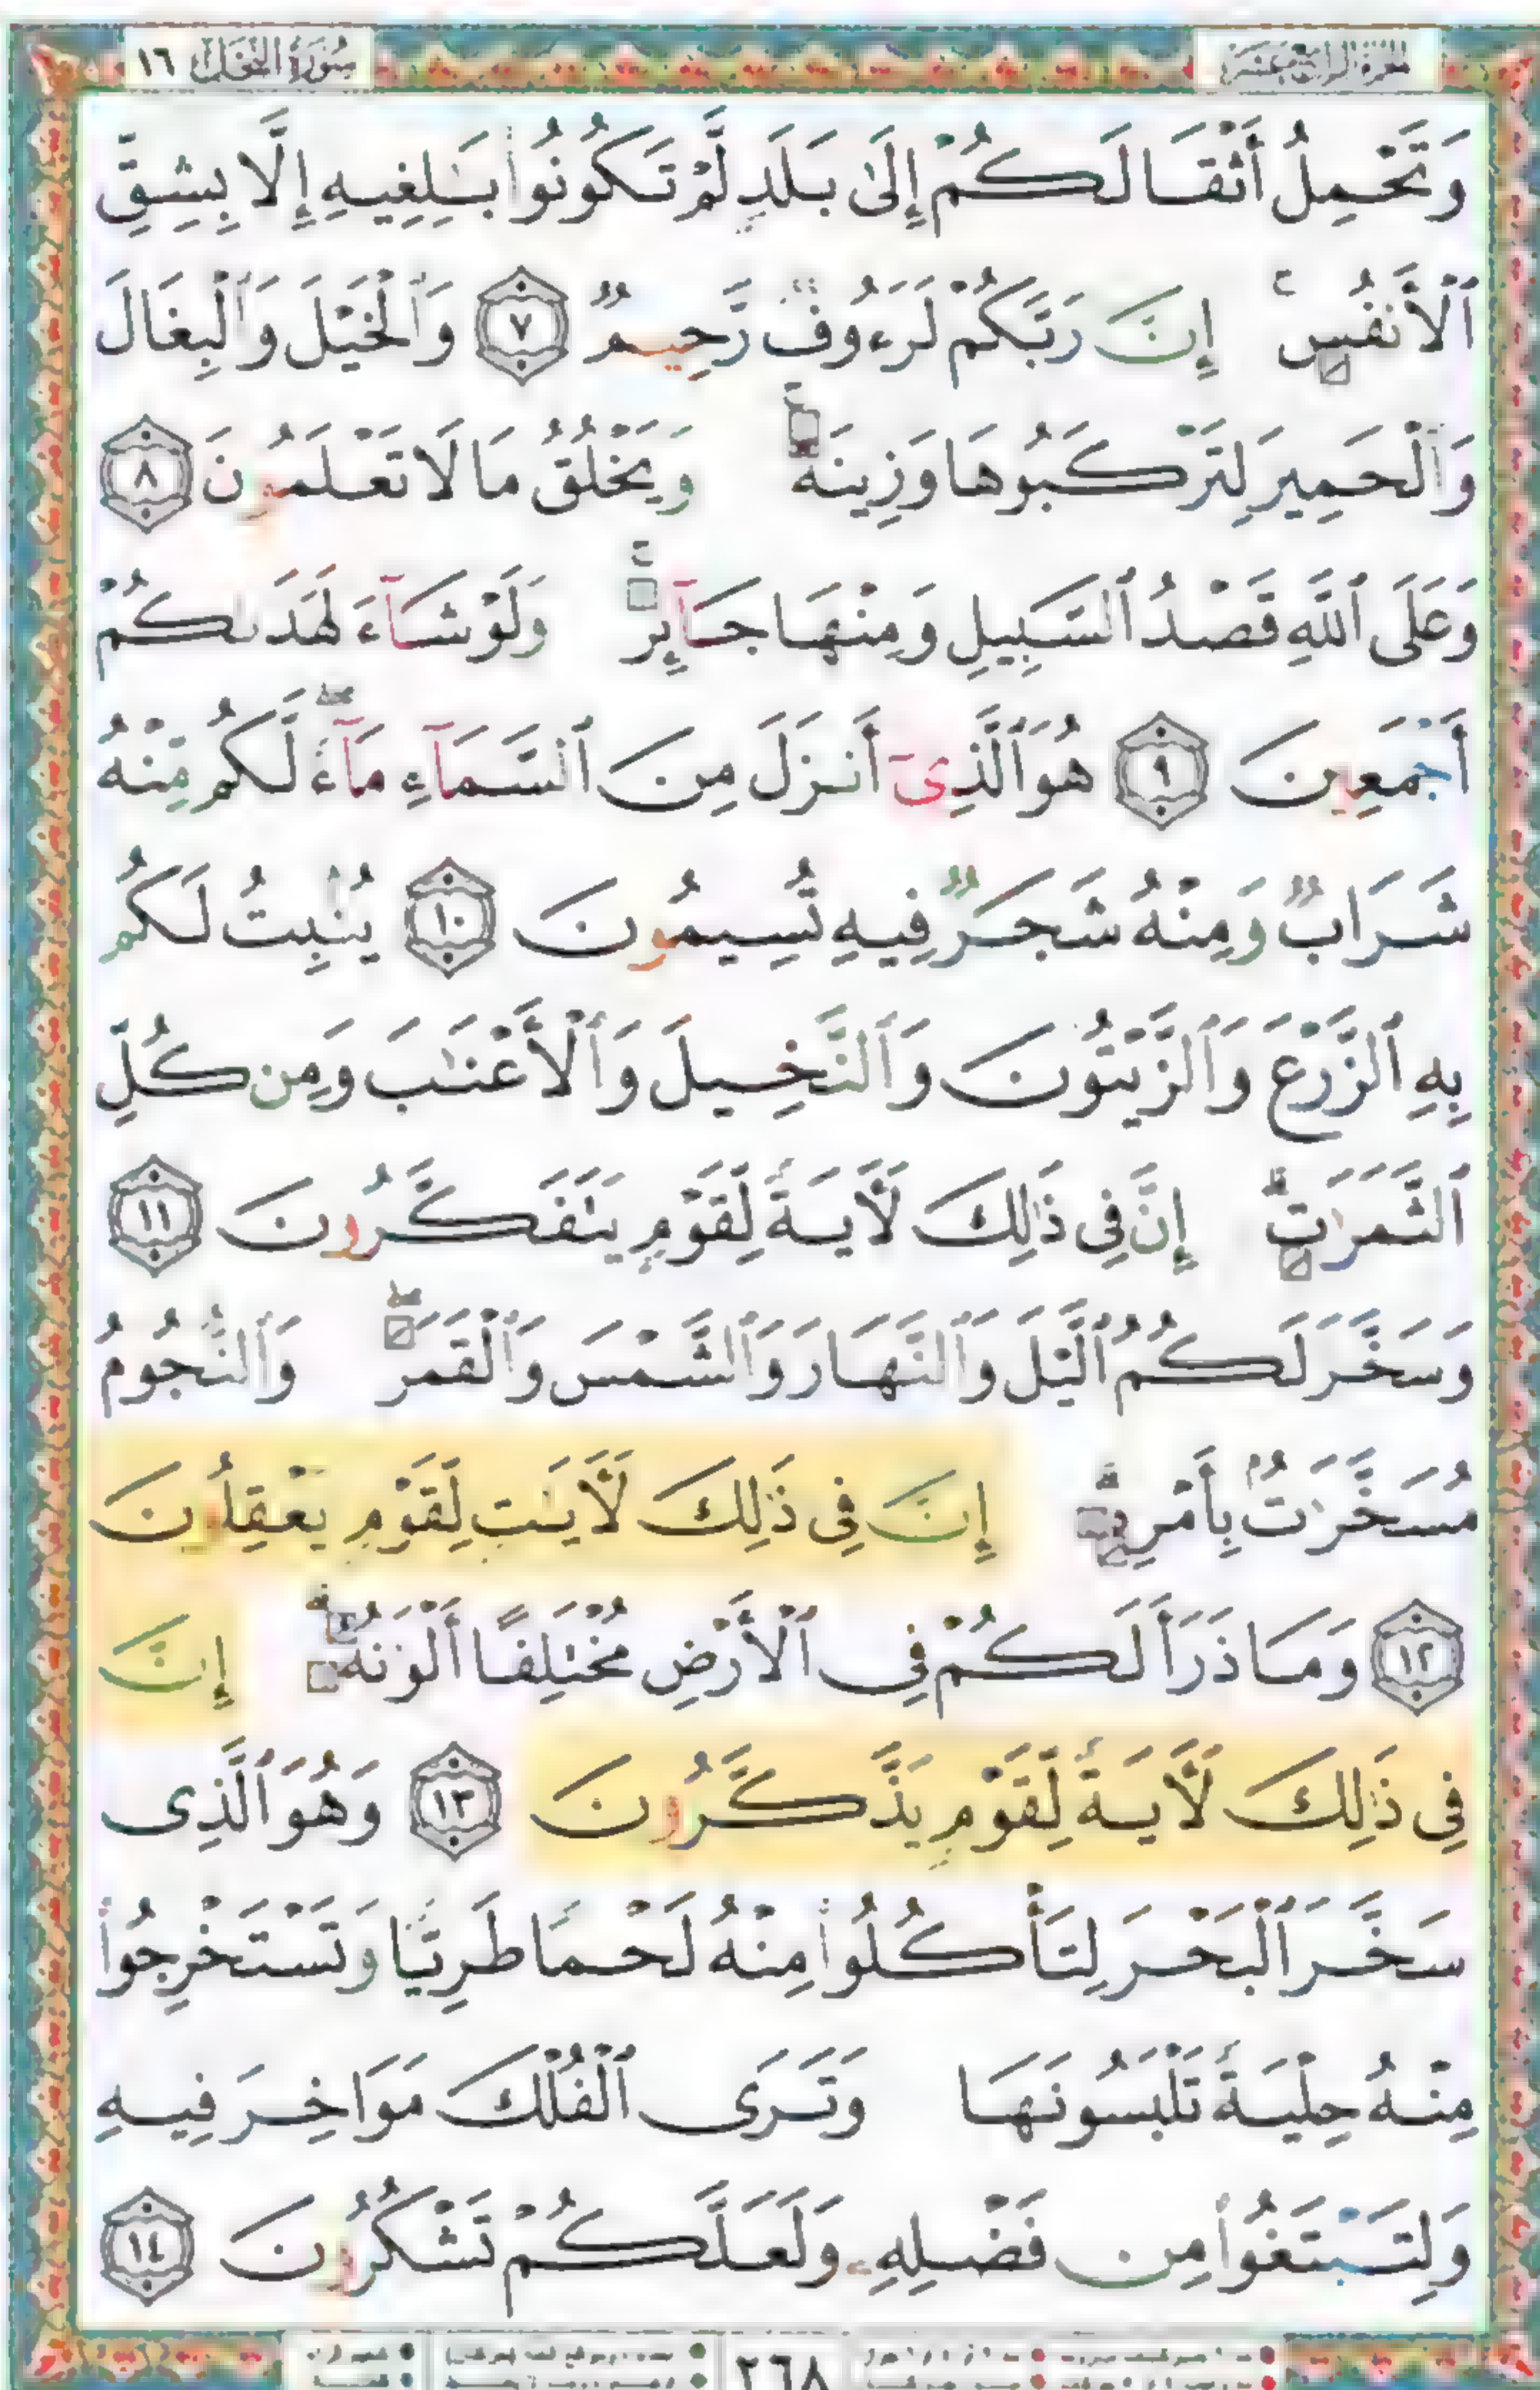 سُورَةُ النَّحْلِ ١٦
وَتَحْمِلُ أَثْقَالَكُمْ إِلَىٰ بَلَدٍ لَّمْ تَكُونُوا۟ بَـٰلِغِيهِ إِلَّا بِشِقِّ
ٱلْأَنفُسِ ۚ إِنَّ رَبَّكُمْ لَرَءُوفٌ رَّحِيمٌ ٧ وَٱلْخَيْلَ وَٱلْبِغَالَ
وَٱلْحَمِيرَ لِتَرْكَبُوهَا وَزِينَةً ۚ وَيَخْلُقُ مَا لَا تَعْلَمُونَ ٨
وَعَلَى ٱللَّهِ قَصْدُ ٱلسَّبِيلِ وَمِنْهَا جَآئِرٌ ۚ وَلَوْ شَآءَ لَهَدَىٰكُمْ
أَجْمَعِينَ ٩ هُوَ ٱلَّذِىٓ أَنزَلَ مِنَ ٱلسَّمَآءِ مَآءً ۖ لَّكُم مِّنْهُ
شَرَابٌ وَمِنْهُ شَجَرٌ فِيهِ تُسِيمُونَ ١٠ يُنۢبِتُ لَكُم
بِهِ ٱلزَّرْعَ وَٱلزَّيْتُونَ وَٱلنَّخِيلَ وَٱلْأَعْنَـٰبَ وَمِن كُلِّ
ٱلثَّمَرَٰتِ ۗ إِنَّ فِى ذَٰلِكَ لَـَٔايَةً لِّقَوْمٍ يَتَفَكَّرُونَ ١١
وَسَخَّرَ لَكُمُ ٱلَّيْلَ وَٱلنَّهَارَ وَٱلشَّمْسَ وَٱلْقَمَرَ ۖ وَٱلنُّجُومُ
مُسَخَّرَٰتٌۢ بِأَمْرِهِۦٓ ۗ إِنَّ فِى ذَٰلِكَ لَـَٔايَـٰتٍ لِّقَوْمٍ يَعْقِلُونَ
١٢ وَمَا ذَرَأَ لَكُمْ فِى ٱلْأَرْضِ مُخْتَلِفًا أَلْوَٰنُهُۥٓ ۗ إِنَّ
فِى ذَٰلِكَ لَـَٔايَةً لِّقَوْمٍ يَذَّكَّرُونَ ١٣ وَهُوَ ٱلَّذِى
سَخَّرَ ٱلْبَحْرَ لِتَأْكُلُوا۟ مِنْهُ لَحْمًا طَرِيًّا وَتَسْتَخْرِجُوا۟
مِنْهُ حِلْيَةً تَلْبَسُونَهَا وَتَرَى ٱلْفُلْكَ مَوَاخِرَ فِيهِ
وَلِتَبْتَغُوا۟ مِن فَضْلِهِۦ وَلَعَلَّكُمْ تَشْكُرُونَ ١٤
٢٦٨